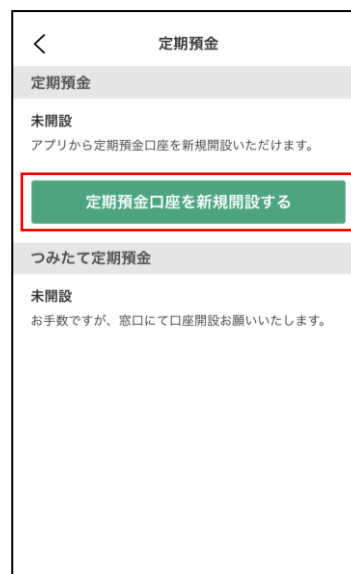 定期預金
定期預金
未開設
アプリから定期預金口座を新規開設いただけます。
定期預金口座を新規開設する
つみたて定期預金
未開設
お手数ですが、窓口にて口座開設お願いいたします。